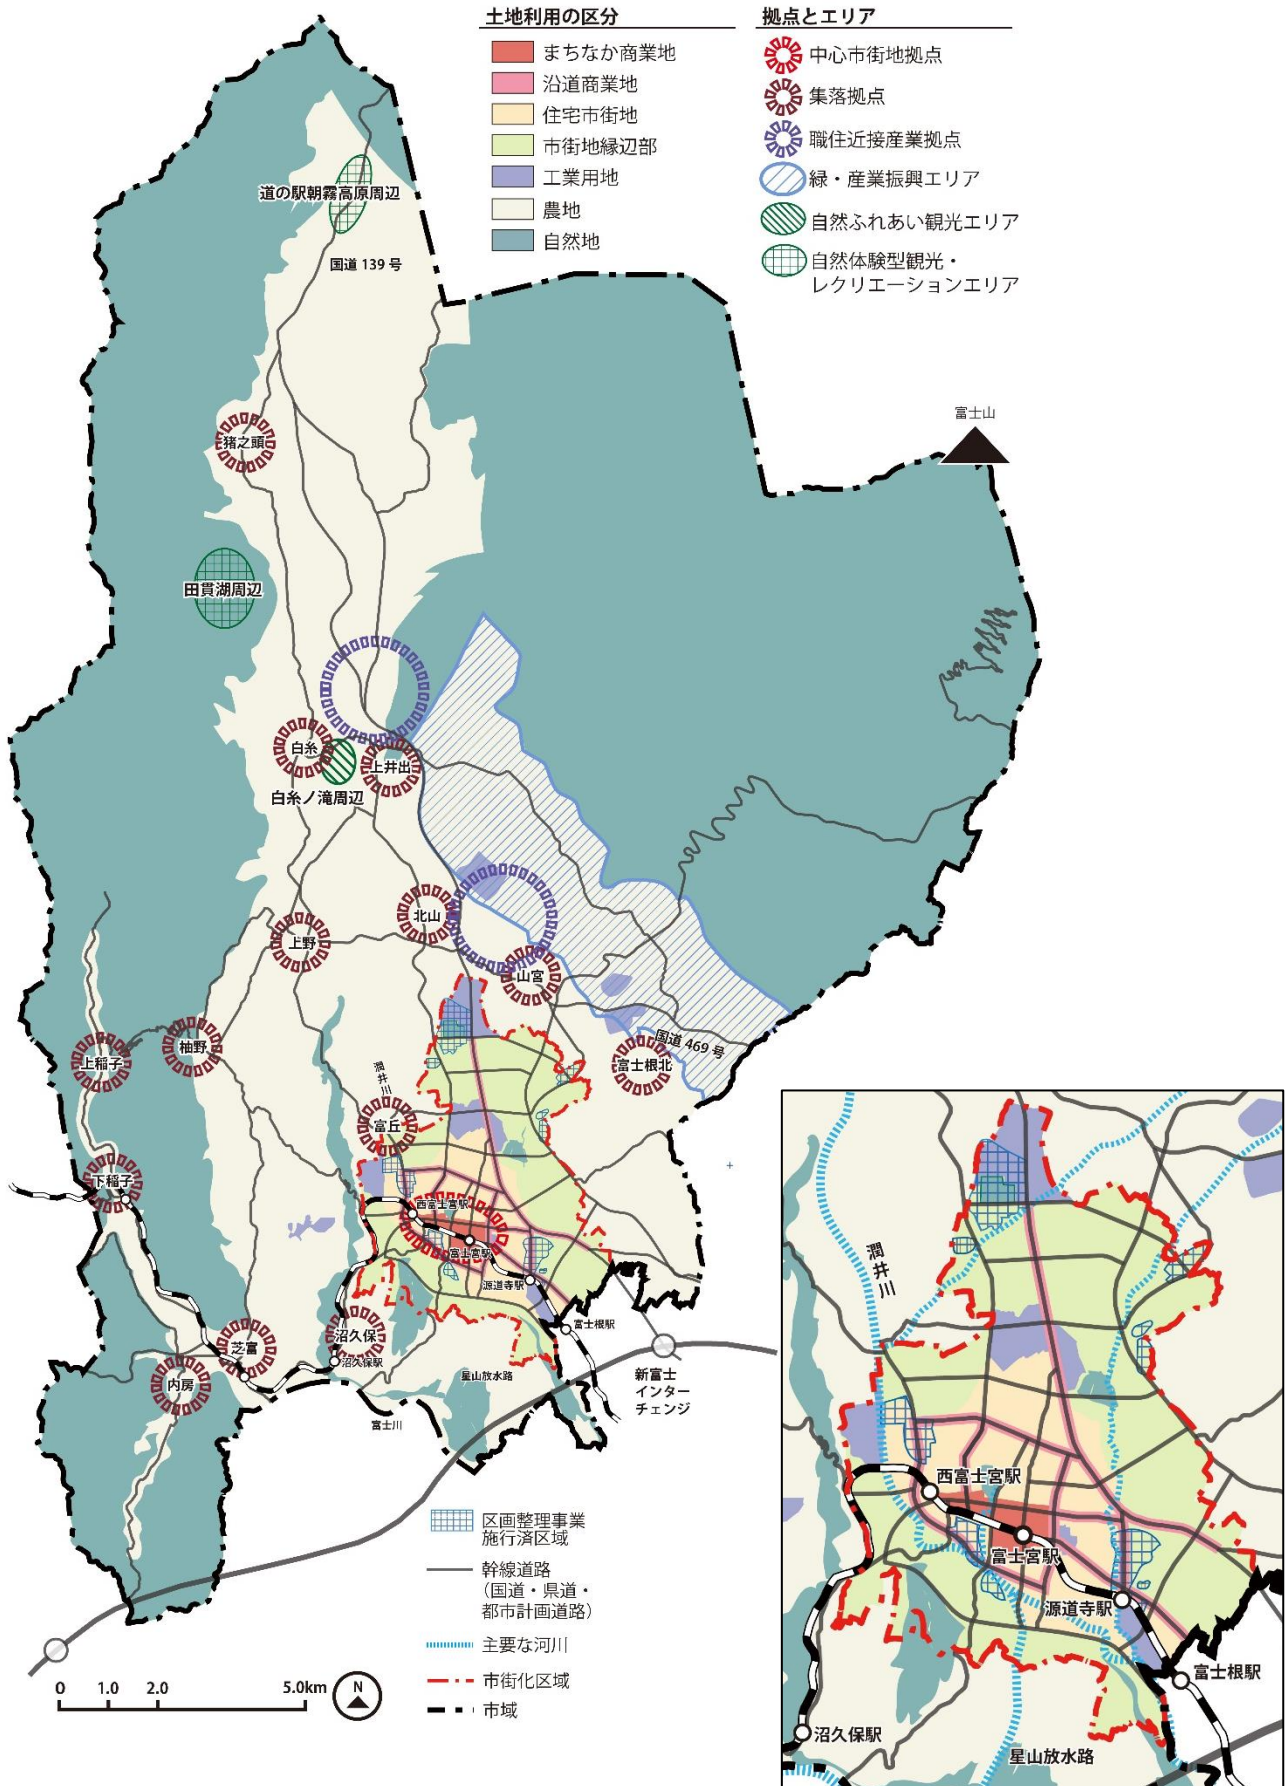 土地利用の区分
まちなか商業地
沿道商業地
住宅市街地
市街地縁辺部
工業用地
農地
自然地
拠点とエリア
中心市街地拠点
集落拠点
職住近接産業拠点
緑・産業振興エリア
自然ふれあい観光エリア
自然体験型観光・
レクリエーションエリア
道の駅朝霧高原周辺
国道 139 号
富士山
猪之頭
田貫湖周辺
白糸
上井出
白糸ノ滝周辺
北山
上野
山宮
国道 469 号
富士根北
上稲子
柚野
潤井川
富丘
下稲子
西富士宮駅
富士宮駅
源道寺駅
富士根駅
沼久保
沼久保駅
芝富
内房
星山放水路
新富士
インター
チェンジ
富士川
区画整理事業
施行済区域
幹線道路
(国道・県道・
都市計画道路)
主要な河川
市街化区域
市域
0 1.0 2.0 5.0km
N
潤井川
西富士宮駅
富士宮駅
源道寺駅
富士根駅
沼久保駅
星山放水路